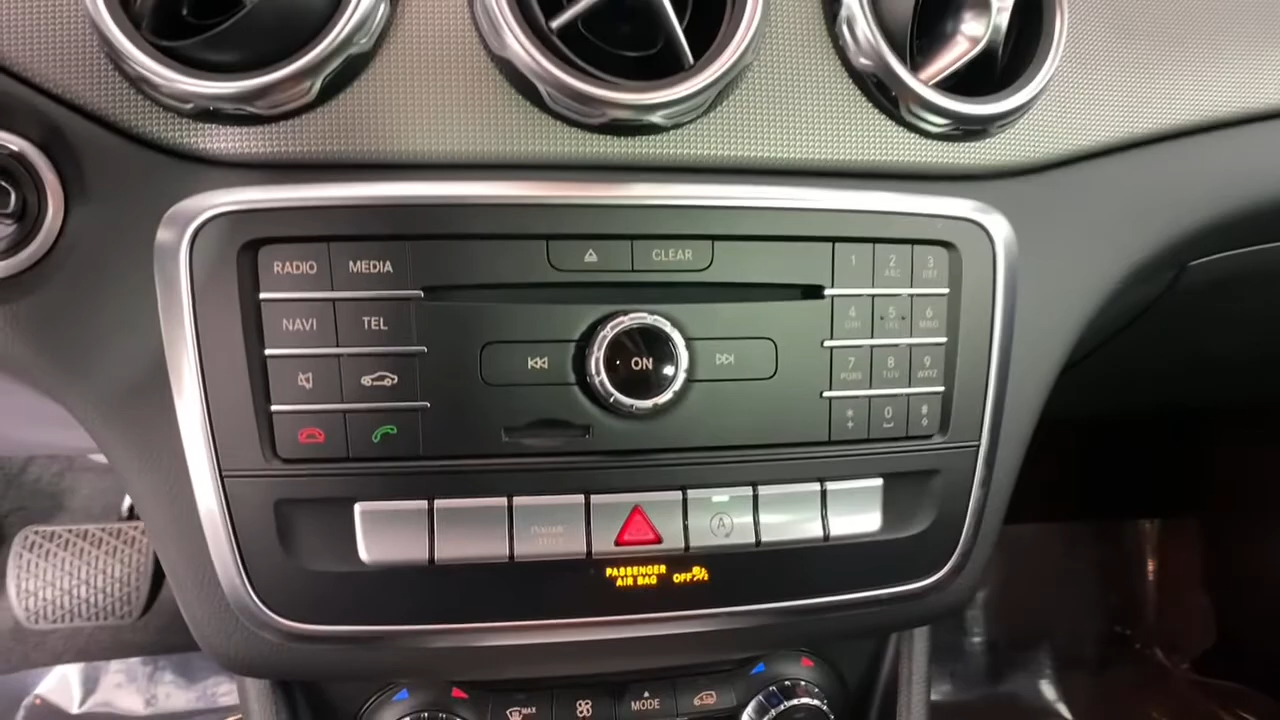 RADIO MEDIA
CLEAR
1 2 ABC 3 DEF
NAVI TEL
4 GHI 5 JKL 6 MNO
ON
7 PQRS 8 TUV 9 WXYZ
* + 0 #
A
PASSENGER
AIR BAG OFF
MAX
MODE